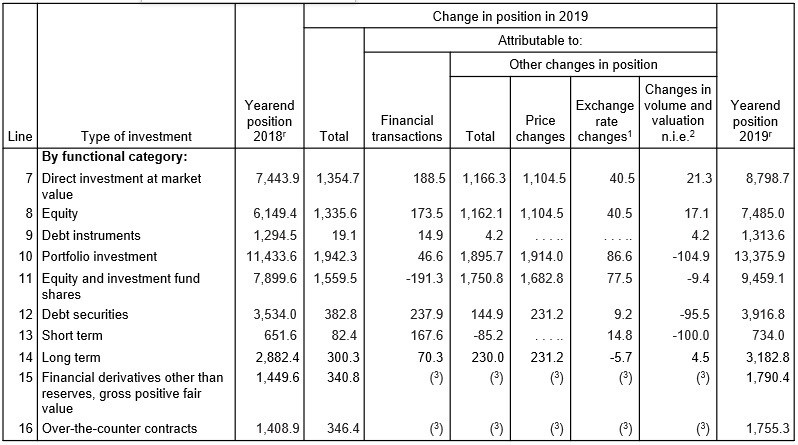 Change in position in 2019
Attributable to:
Other changes in position
Line Type of investment Yearend position 2018r Total Financial transactions Total Price changes Exchange rate changes1 Changes in volume and valuation n.i.e.2 Yearend position 2019r
By functional category:
7 Direct investment at market value 7,443.9 1,354.7 188.5 1,166.3 1,104.5 40.5 21.3 8,798.7
8 Equity 6,149.4 1,335.6 173.5 1,162.1 1,104.5 40.5 17.1 7,485.0
9 Debt instruments 1,294.5 19.1 14.9 4.2 ..... ..... 4.2 1,313.6
10 Portfolio investment 11,433.6 1,942.3 46.6 1,895.7 1,914.0 86.6 -104.9 13,375.9
11 Equity and investment fund shares 7,899.6 1,559.5 -191.3 1,750.8 1,682.8 77.5 -9.4 9,459.1
12 Debt securities 3,534.0 382.8 237.9 144.9 231.2 9.2 -95.5 3,916.8
13 Short term 651.6 82.4 167.6 -85.2 ..... 14.8 -100.0 734.0
14 Long term 2,882.4 300.3 70.3 230.0 231.2 -5.7 4.5 3,182.8
15 Financial derivatives other than reserves, gross positive fair value 1,449.6 340.8 (3) (3) (3) (3) (3) 1,790.4
16 Over-the-counter contracts 1,408.9 346.4 (3) (3) (3) (3) (3) 1,755.3